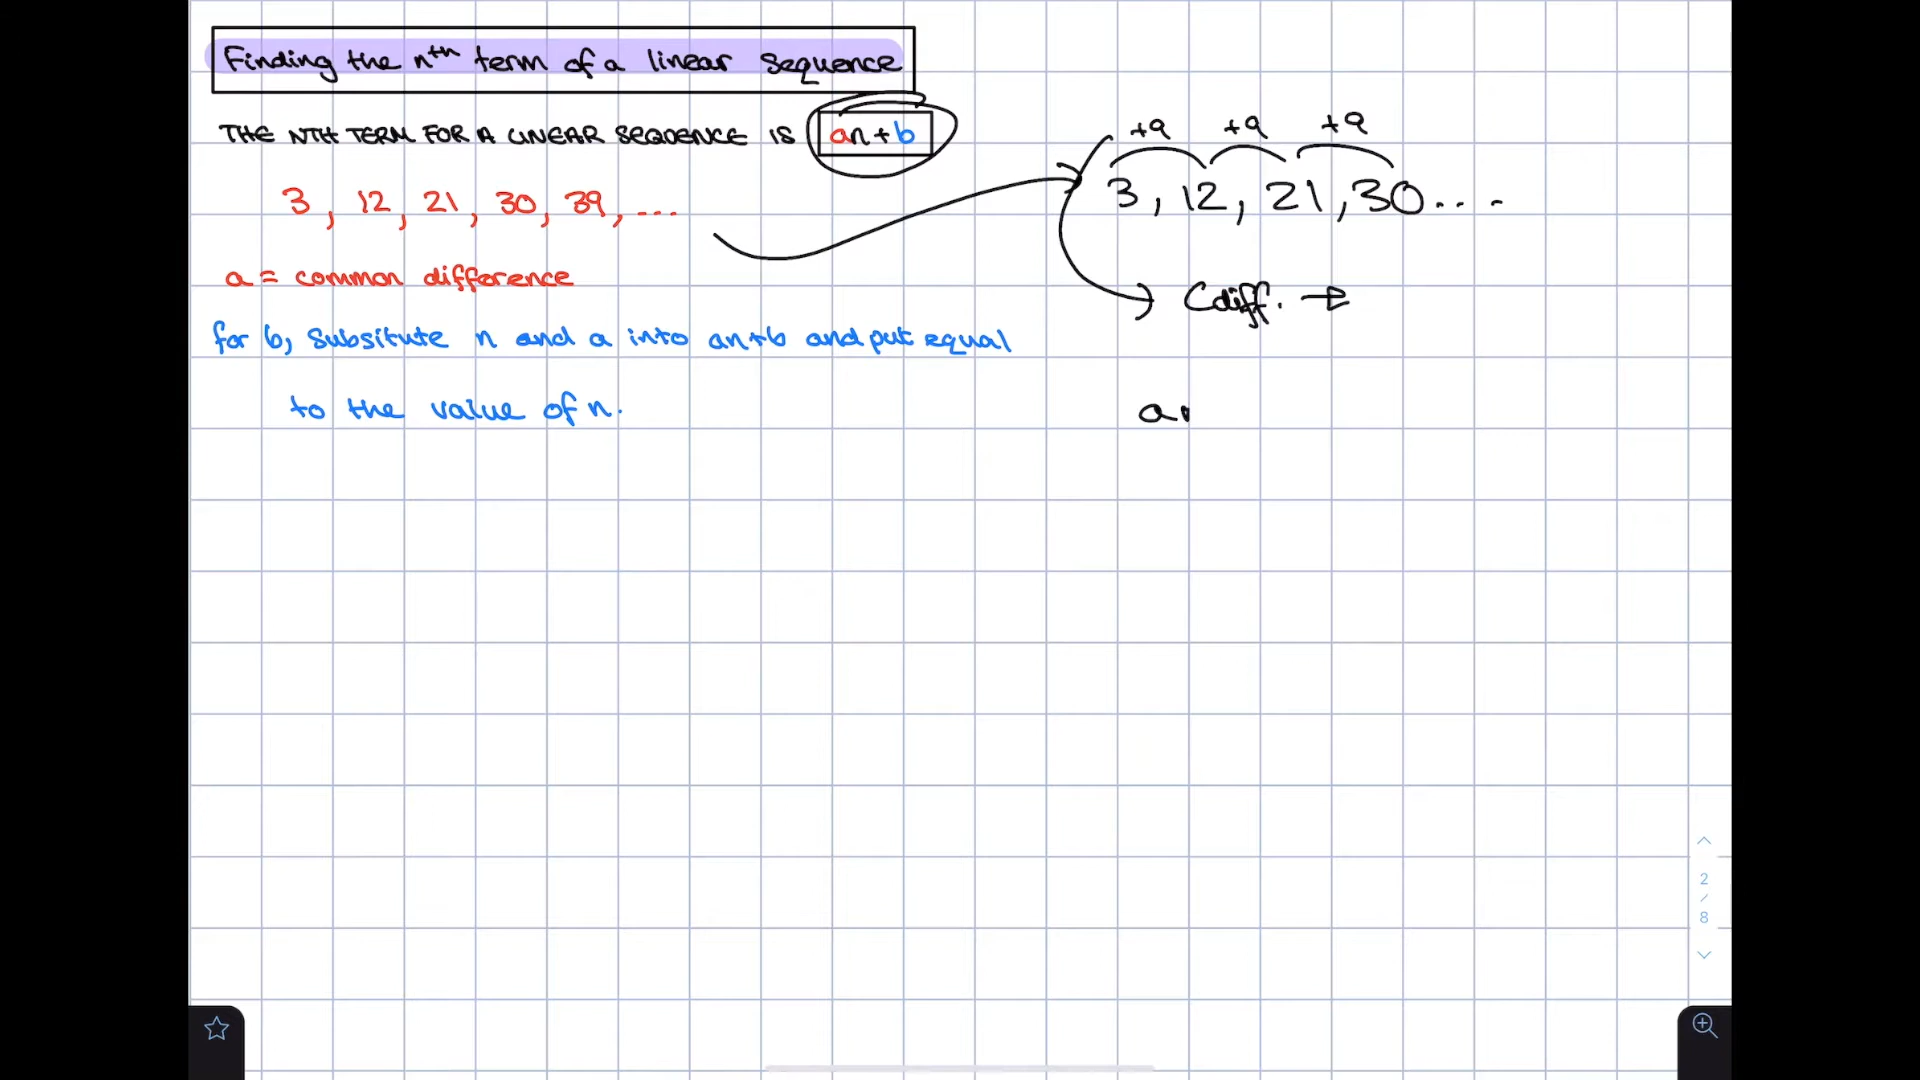 Finding the nth term of a linear sequence
THE NTH TERM FOR A LINEAR SEQUENCE IS an+b
3, 12, 21, 30, 39, ...
a = common difference
for b, subsitute n and a into an+b and put equal
to the value of n.
+9 +9 +9
3, 12, 21, 30...
Cdiff. →
an
2
/
8